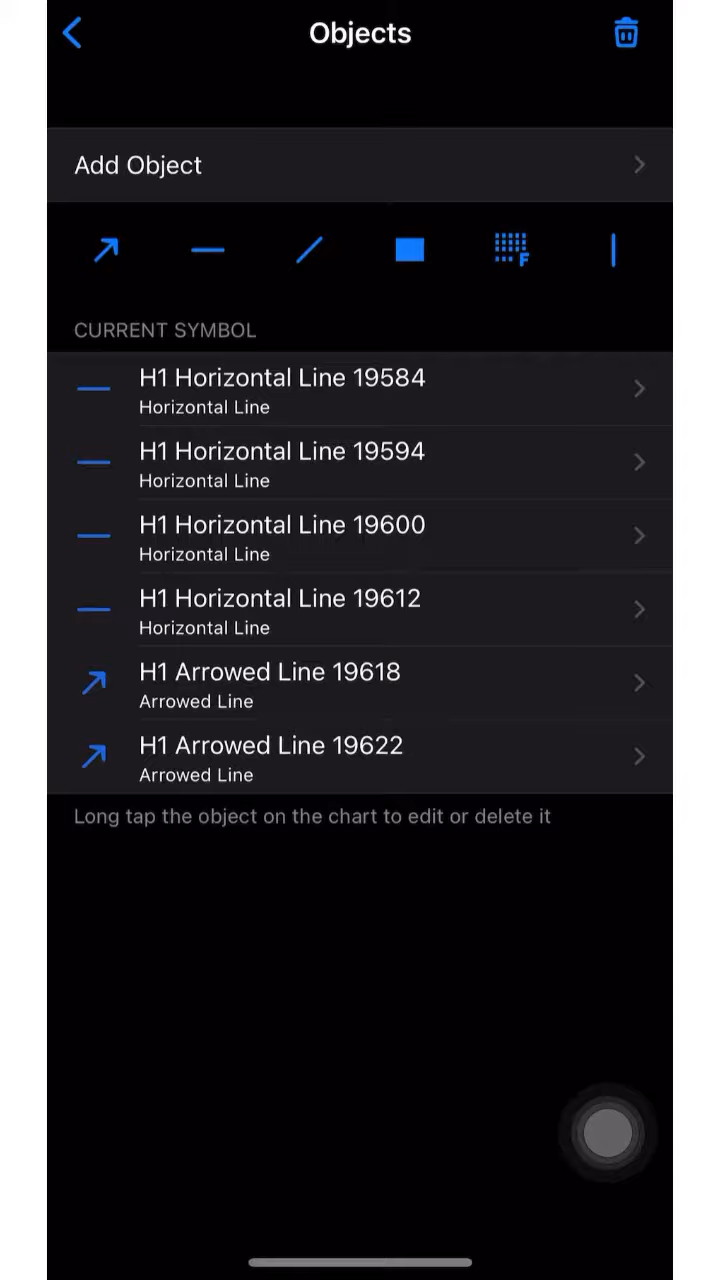 Objects
Add Object
F
CURRENT SYMBOL
H1 Horizontal Line 19584
Horizontal Line
H1 Horizontal Line 19594
Horizontal Line
H1 Horizontal Line 19600
Horizontal Line
H1 Horizontal Line 19612
Horizontal Line
H1 Arrowed Line 19618
Arrowed Line
H1 Arrowed Line 19622
Arrowed Line
Long tap the object on the chart to edit or delete it